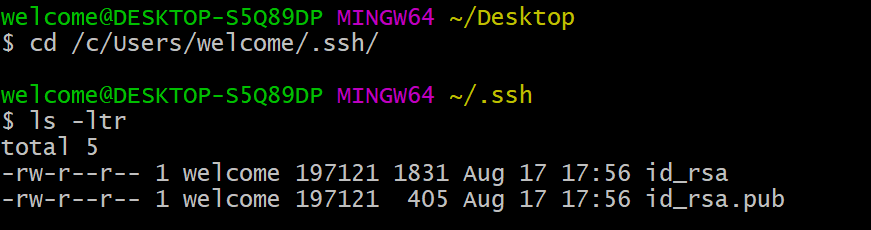 welcome@DESKTOP-S5Q89DP MINGW64 ~/Desktop
$ cd /c/Users/welcome/.ssh/
welcome@DESKTOP-S5Q89DP MINGW64 ~/.ssh
$ ls -ltr
total 5
-rw-r--r-- 1 welcome 197121 1831 Aug 17 17:56 id_rsa
-rw-r--r-- 1 welcome 197121  405 Aug 17 17:56 id_rsa.pub